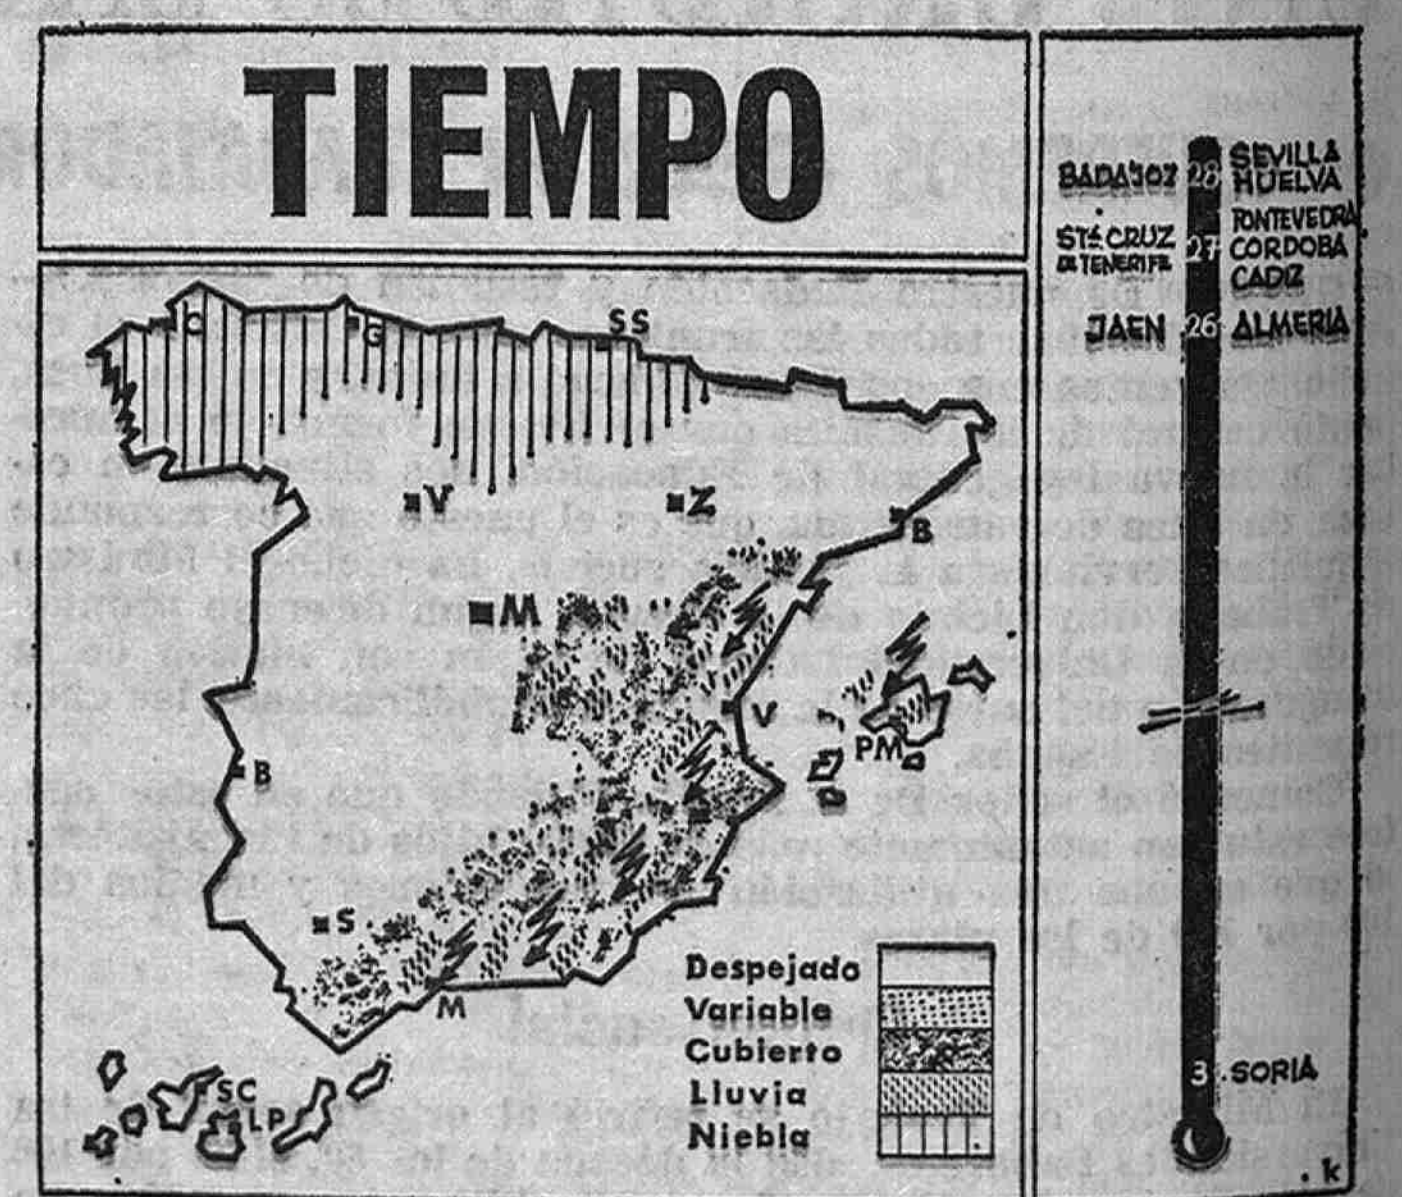 TIEMPO
C
G
SS
V
Z
B
M
V
PM
B
S
M
SC
LP
Despejado
Variable
Cubierto
Lluvia
Niebla
BADAJOZ 28 SEVILLA
HUELVA
PONTEVEDRA
STA CRUZ 27 CORDOBA
DE TENERIFE CADIZ
JAEN 26 ALMERIA
3 SORIA
k